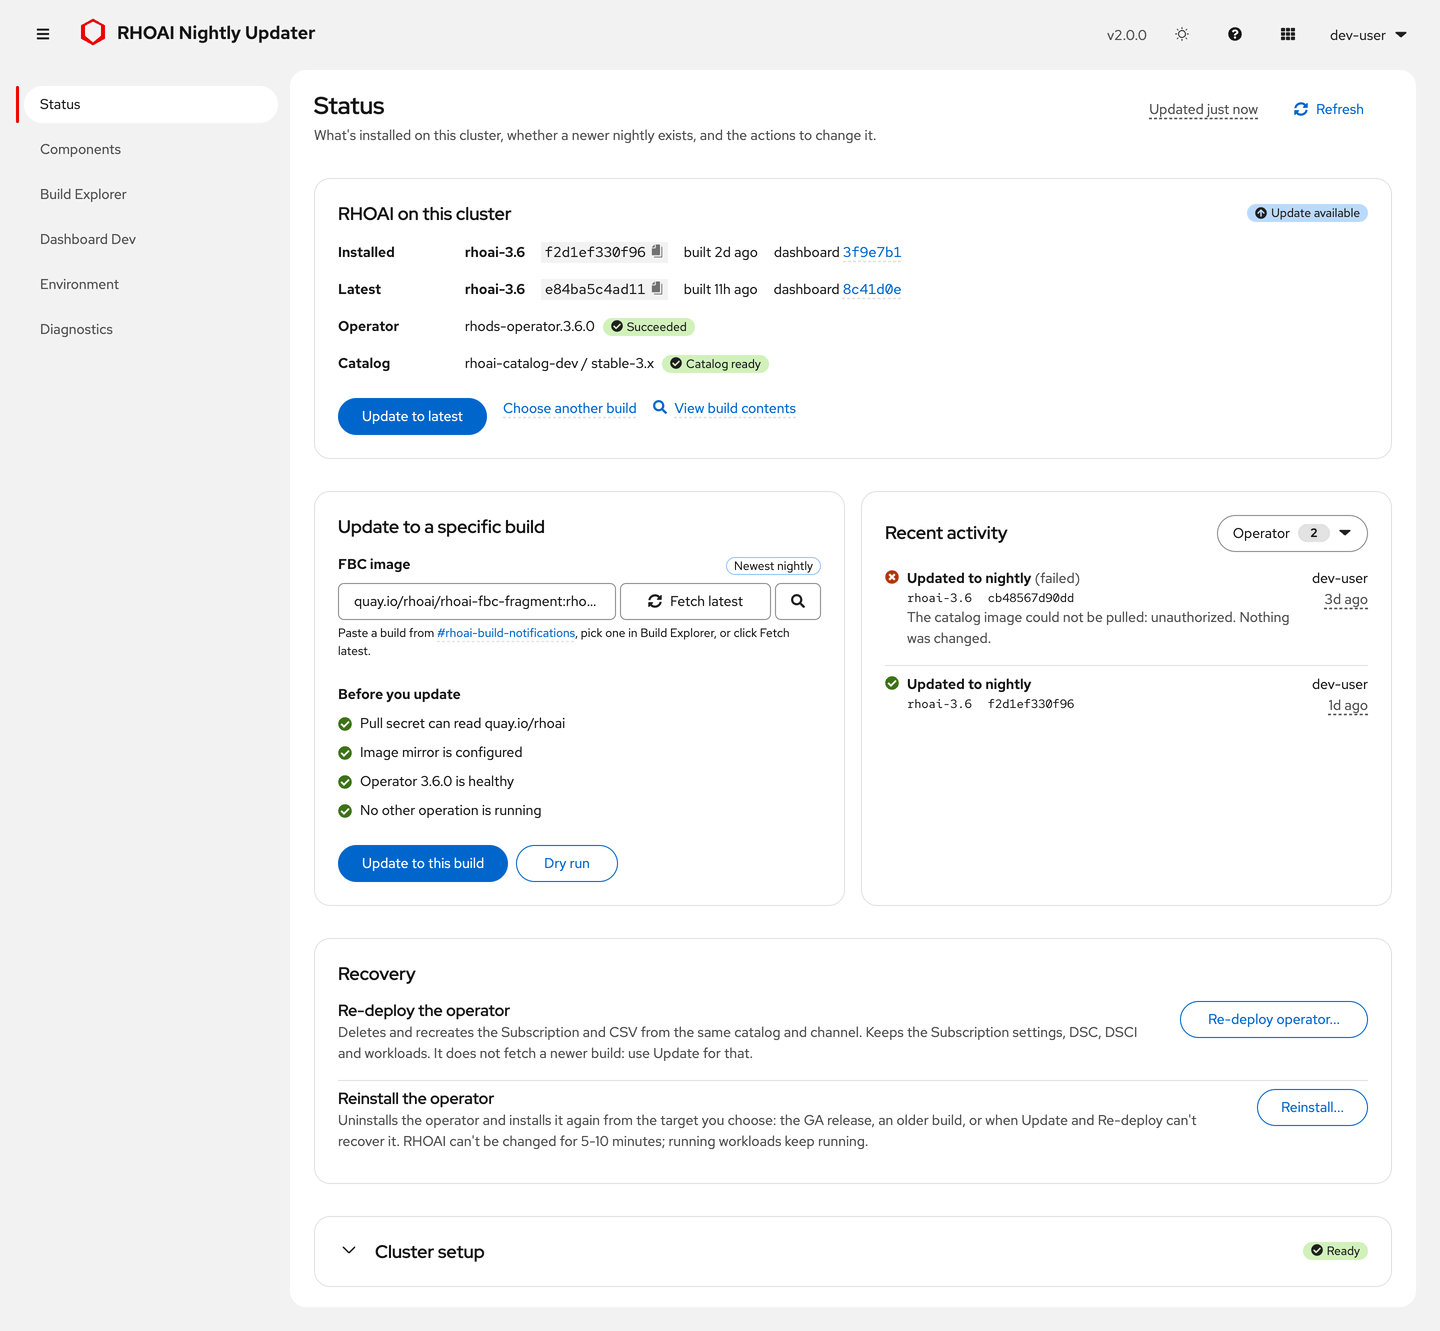 RHOAI Nightly Updater
v2.0.0
dev-user
Status
Components
Build Explorer
Dashboard Dev
Environment
Diagnostics
Status
What's installed on this cluster, whether a newer nightly exists, and the actions to change it.
Updated just now
Refresh
RHOAI on this cluster
Update available
Installed rhoai-3.6 f2d1ef330f96 built 2d ago dashboard 3f9e7b1
Latest rhoai-3.6 e84ba5c4ad11 built 11h ago dashboard 8c41d0e
Operator rhods-operator.3.6.0 Succeeded
Catalog rhoai-catalog-dev / stable-3.x Catalog ready
Update to latest Choose another build View build contents
Update to a specific build
FBC image Newest nightly
quay.io/rhoai/rhoai-fbc-fragment:rho... Fetch latest
Paste a build from #rhoai-build-notifications, pick one in Build Explorer, or click Fetch
latest.
Before you update
Pull secret can read quay.io/rhoai
Image mirror is configured
Operator 3.6.0 is healthy
No other operation is running
Update to this build Dry run
Recent activity
Operator 2
Updated to nightly (failed) dev-user
rhoai-3.6 cb48567d90dd 3d ago
The catalog image could not be pulled: unauthorized. Nothing
was changed.
Updated to nightly dev-user
rhoai-3.6 f2d1ef330f96 1d ago
Recovery
Re-deploy the operator
Deletes and recreates the Subscription and CSV from the same catalog and channel. Keeps the Subscription settings, DSC, DSCI
and workloads. It does not fetch a newer build: use Update for that.
Re-deploy operator...
Reinstall the operator
Uninstalls the operator and installs it again from the target you choose: the GA release, an older build, or when Update and Re-deploy can't
recover it. RHOAI can't be changed for 5-10 minutes; running workloads keep running.
Reinstall...
Cluster setup
Ready